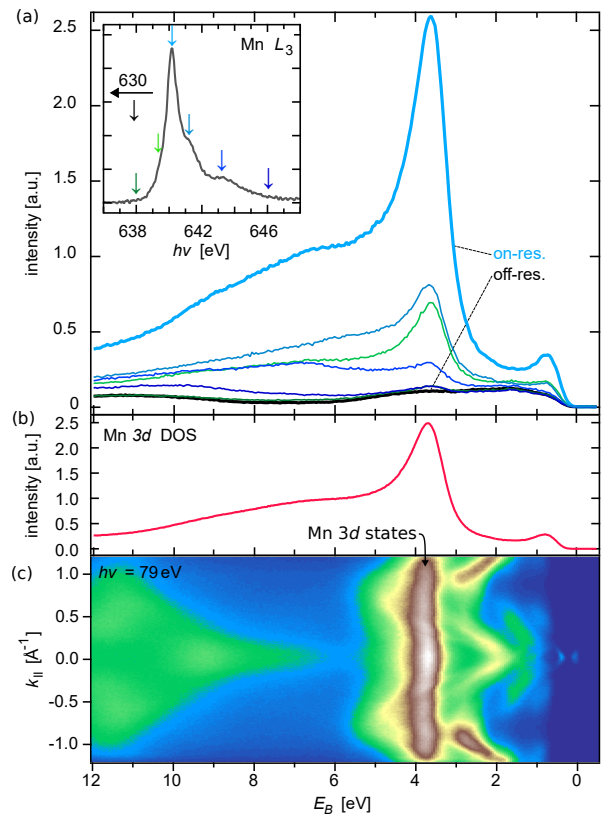 (a)
2.5
2.0
1.5
1.0
0.5
0
intensity [a.u.]
Mn L3
630
638
642
646
hν [eV]
on-res.
off-res.
(b)
2.5
2.0
1.5
1.0
0.5
0.0
intensity [a.u.]
Mn 3d DOS
Mn 3d states
(c)
hν = 79 eV
1.0
0.5
0.0
-0.5
-1.0
k|| [Å-1]
12
10
8
6
4
2
0
EB [eV]